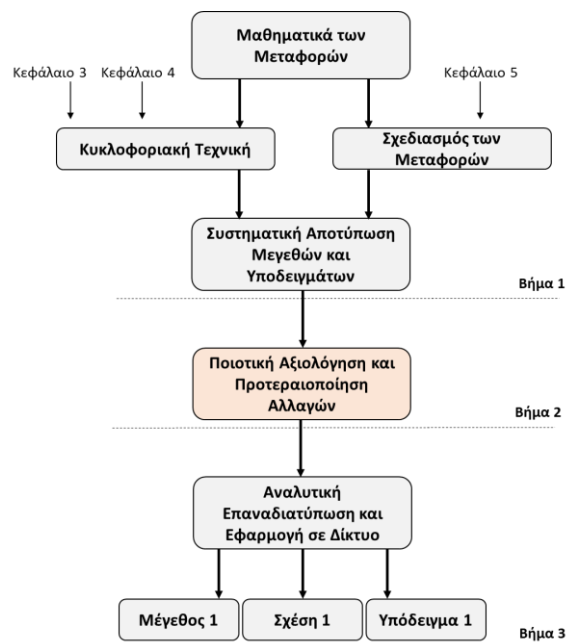 Μαθηματικά των
Μεταφορών
Κεφάλαιο 3
Κεφάλαιο 4
Κεφάλαιο 5
Κυκλοφοριακή Τεχνική
Σχεδιασμός των
Μεταφορών
Συστηματική Αποτύπωση
Μεγεθών και
Υποδειγμάτων
Βήμα 1
Ποιοτική Αξιολόγηση και
Προτεραιοποίηση
Αλλαγών
Βήμα 2
Αναλυτική
Επαναδιατύπωση και
Εφαρμογή σε Δίκτυο
Μέγεθος 1
Σχέση 1
Υπόδειγμα 1
Βήμα 3